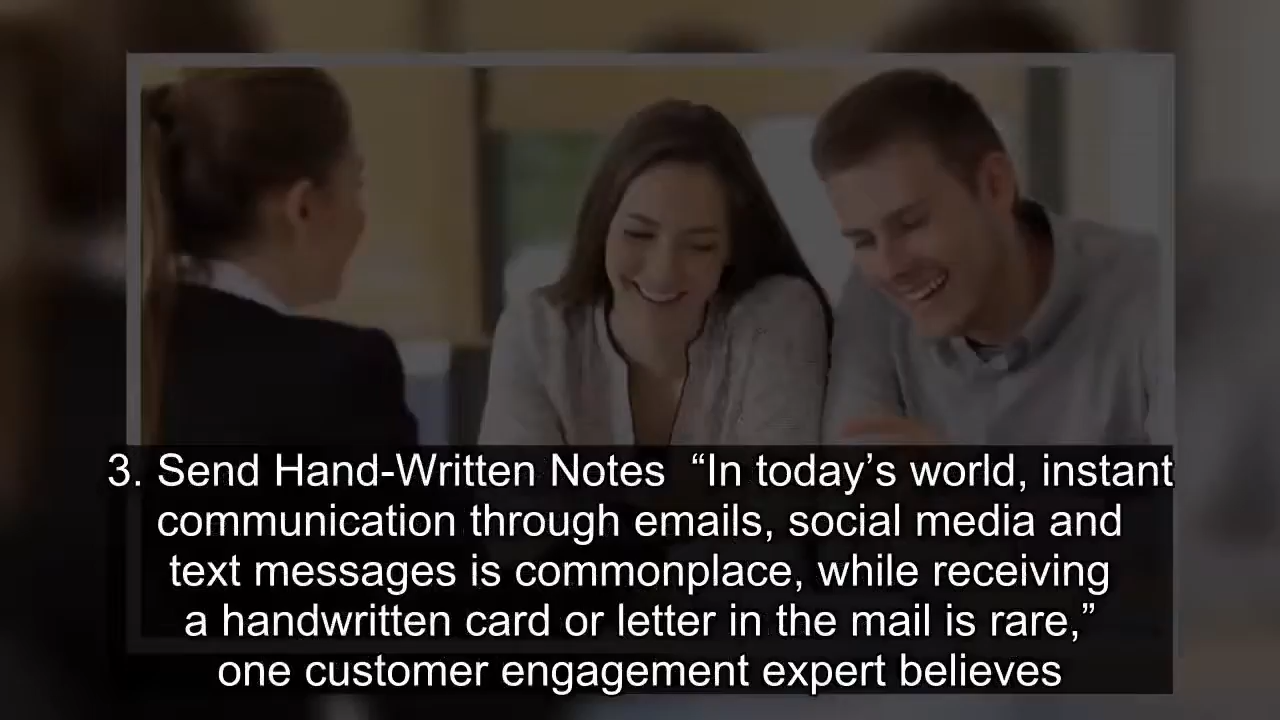 3. Send Hand-Written Notes  “In today’s world, instant
communication through emails, social media and
text messages is commonplace, while receiving
a handwritten card or letter in the mail is rare,”
one customer engagement expert believes